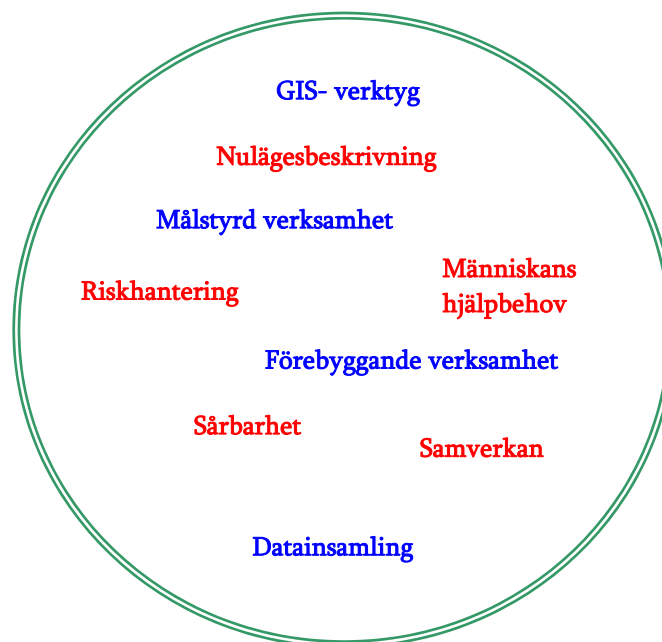 GIS- verktyg
Nulägesbeskrivning
Målstyrd verksamhet
Människans
hjälpbehov
Riskhantering
Förebyggande verksamhet
Sårbarhet
Samverkan
Datainsamling